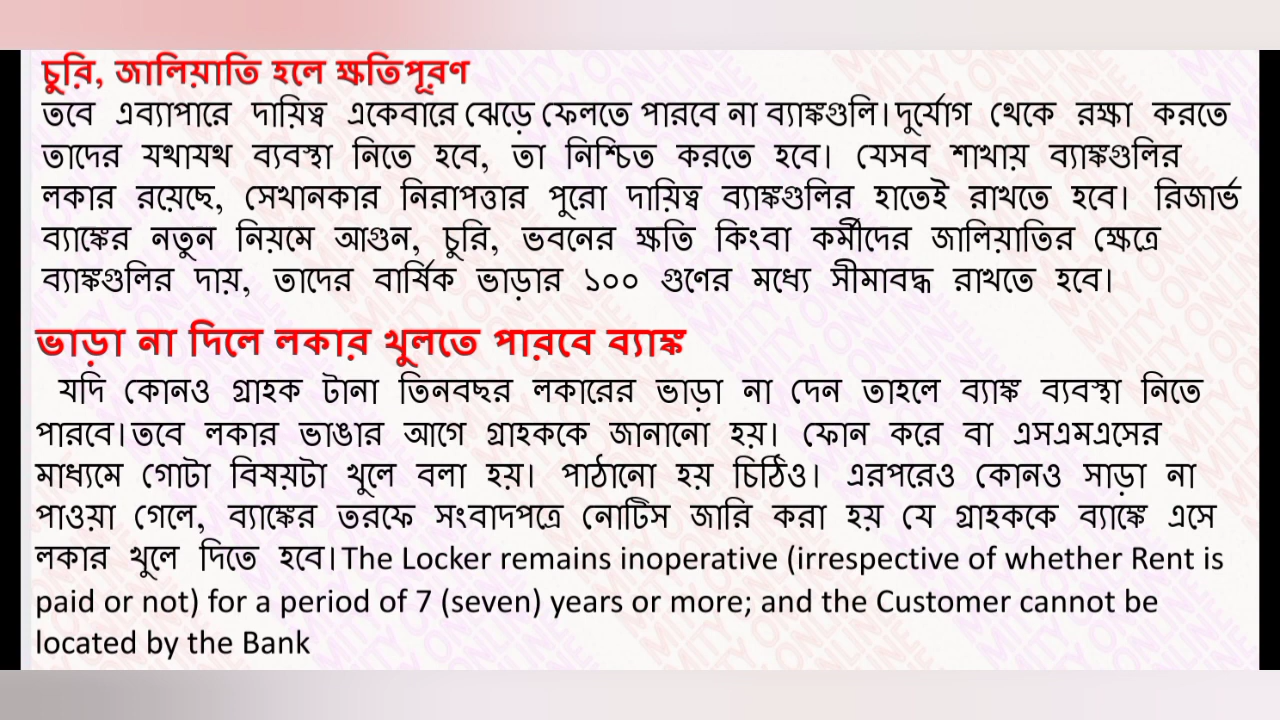 চুরি, জালিয়াতি হলে ক্ষতিপূরণ
তবে এব্যাপারে দায়িত্ব একেবারে ঝেড়ে ফেলতে পারবে না ব্যাঙ্কগুলি।দুর্যোগ থেকে রক্ষা করতে
তাদের যথাযথ ব্যবস্থা নিতে হবে, তা নিশ্চিত করতে হবে। যেসব শাখায় ব্যাঙ্কগুলির
লকার রয়েছে, সেখানকার নিরাপত্তার পুরো দায়িত্ব ব্যাঙ্কগুলির হাতেই রাখতে হবে। রিজার্ভ
ব্যাঙ্কের নতুন নিয়মে আগুন, চুরি, ভবনের ক্ষতি কিংবা কর্মীদের জালিয়াতির ক্ষেত্রে
ব্যাঙ্কগুলির দায়, তাদের বার্ষিক ভাড়ার ১০০ গুণের মধ্যে সীমাবদ্ধ রাখতে হবে।
ভাড়া না দিলে লকার খুলতে পারবে ব্যাঙ্ক
যদি কোনও গ্রাহক টানা তিনবছর লকারের ভাড়া না দেন তাহলে ব্যাঙ্ক ব্যবস্থা নিতে
পারবে।তবে লকার ভাঙার আগে গ্রাহককে জানানো হয়। ফোন করে বা এসএমএসের
মাধ্যমে গোটা বিষয়টা খুলে বলা হয়। পাঠানো হয় চিঠিও। এরপরেও কোনও সাড়া না
পাওয়া গেলে, ব্যাঙ্কের তরফে সংবাদপত্রে নোটিস জারি করা হয় যে গ্রাহককে ব্যাঙ্কে এসে
লকার খুলে দিতে হবে।The Locker remains inoperative (irrespective of whether Rent is
paid or not) for a period of 7 (seven) years or more; and the Customer cannot be
located by the Bank